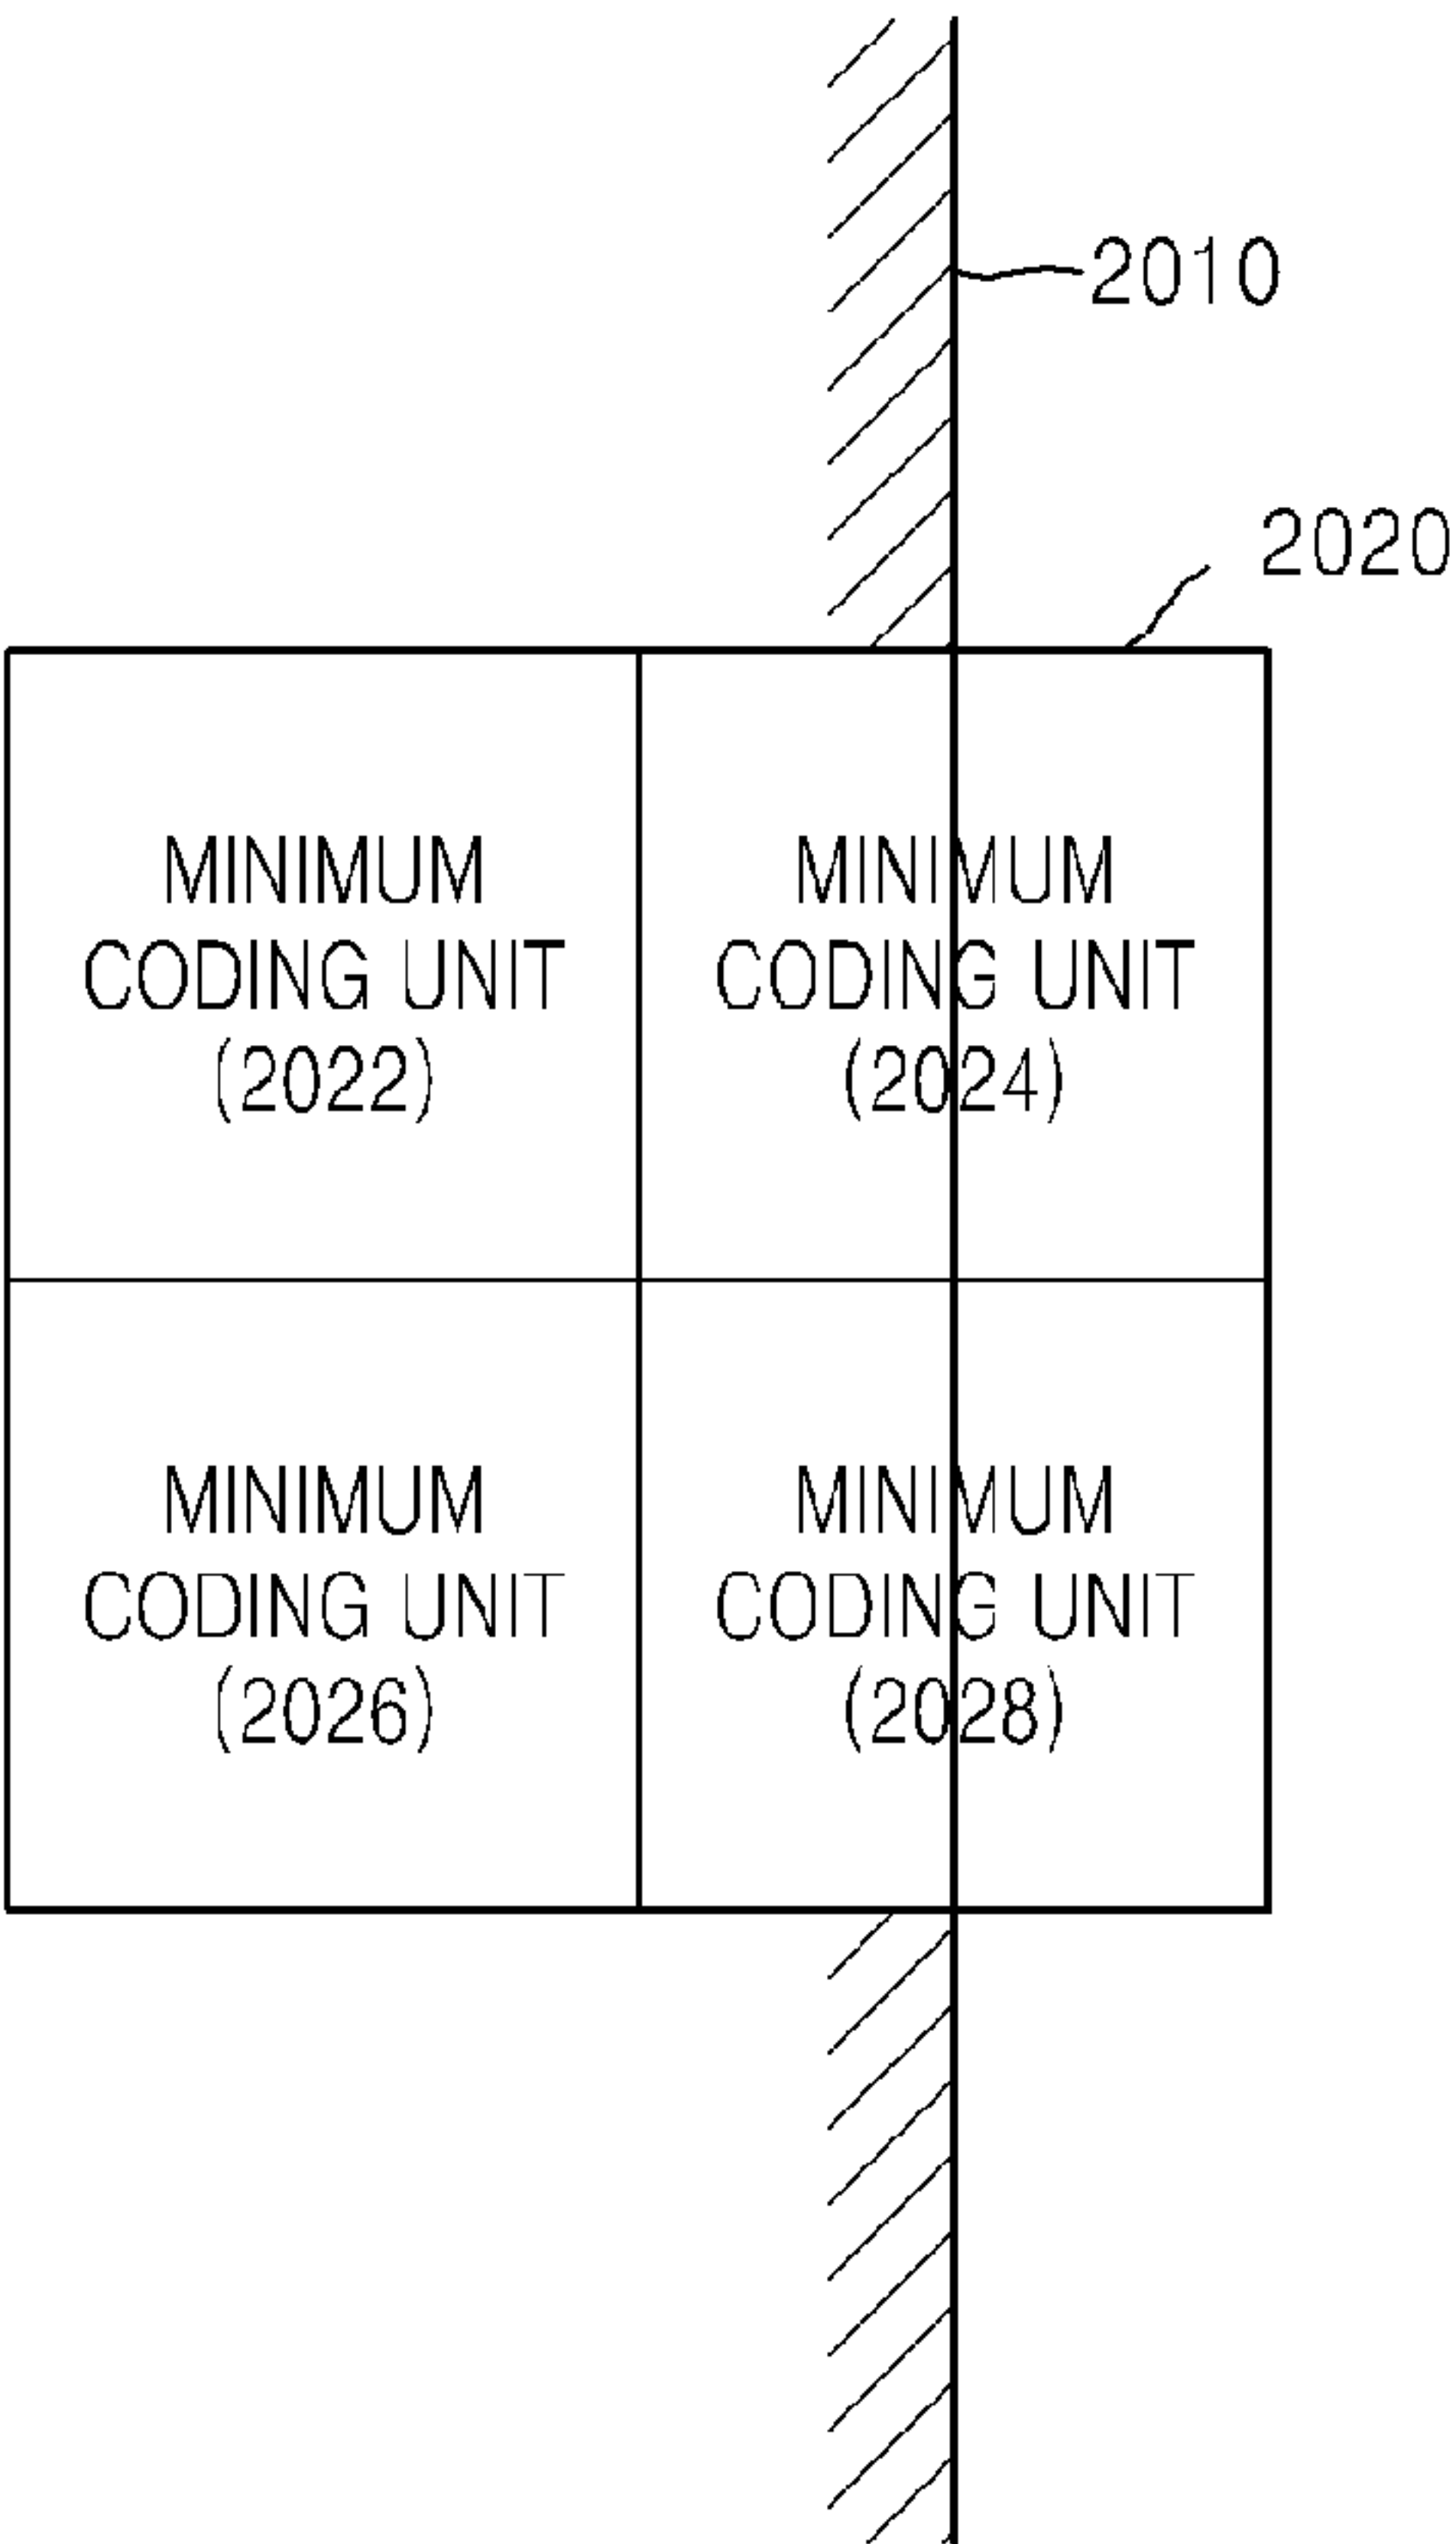 2010
2020
MINIMUM
CODING UNIT
(2022)
MINIMUM
CODING UNIT
(2024)
MINIMUM
CODING UNIT
(2026)
MINIMUM
CODING UNIT
(2028)